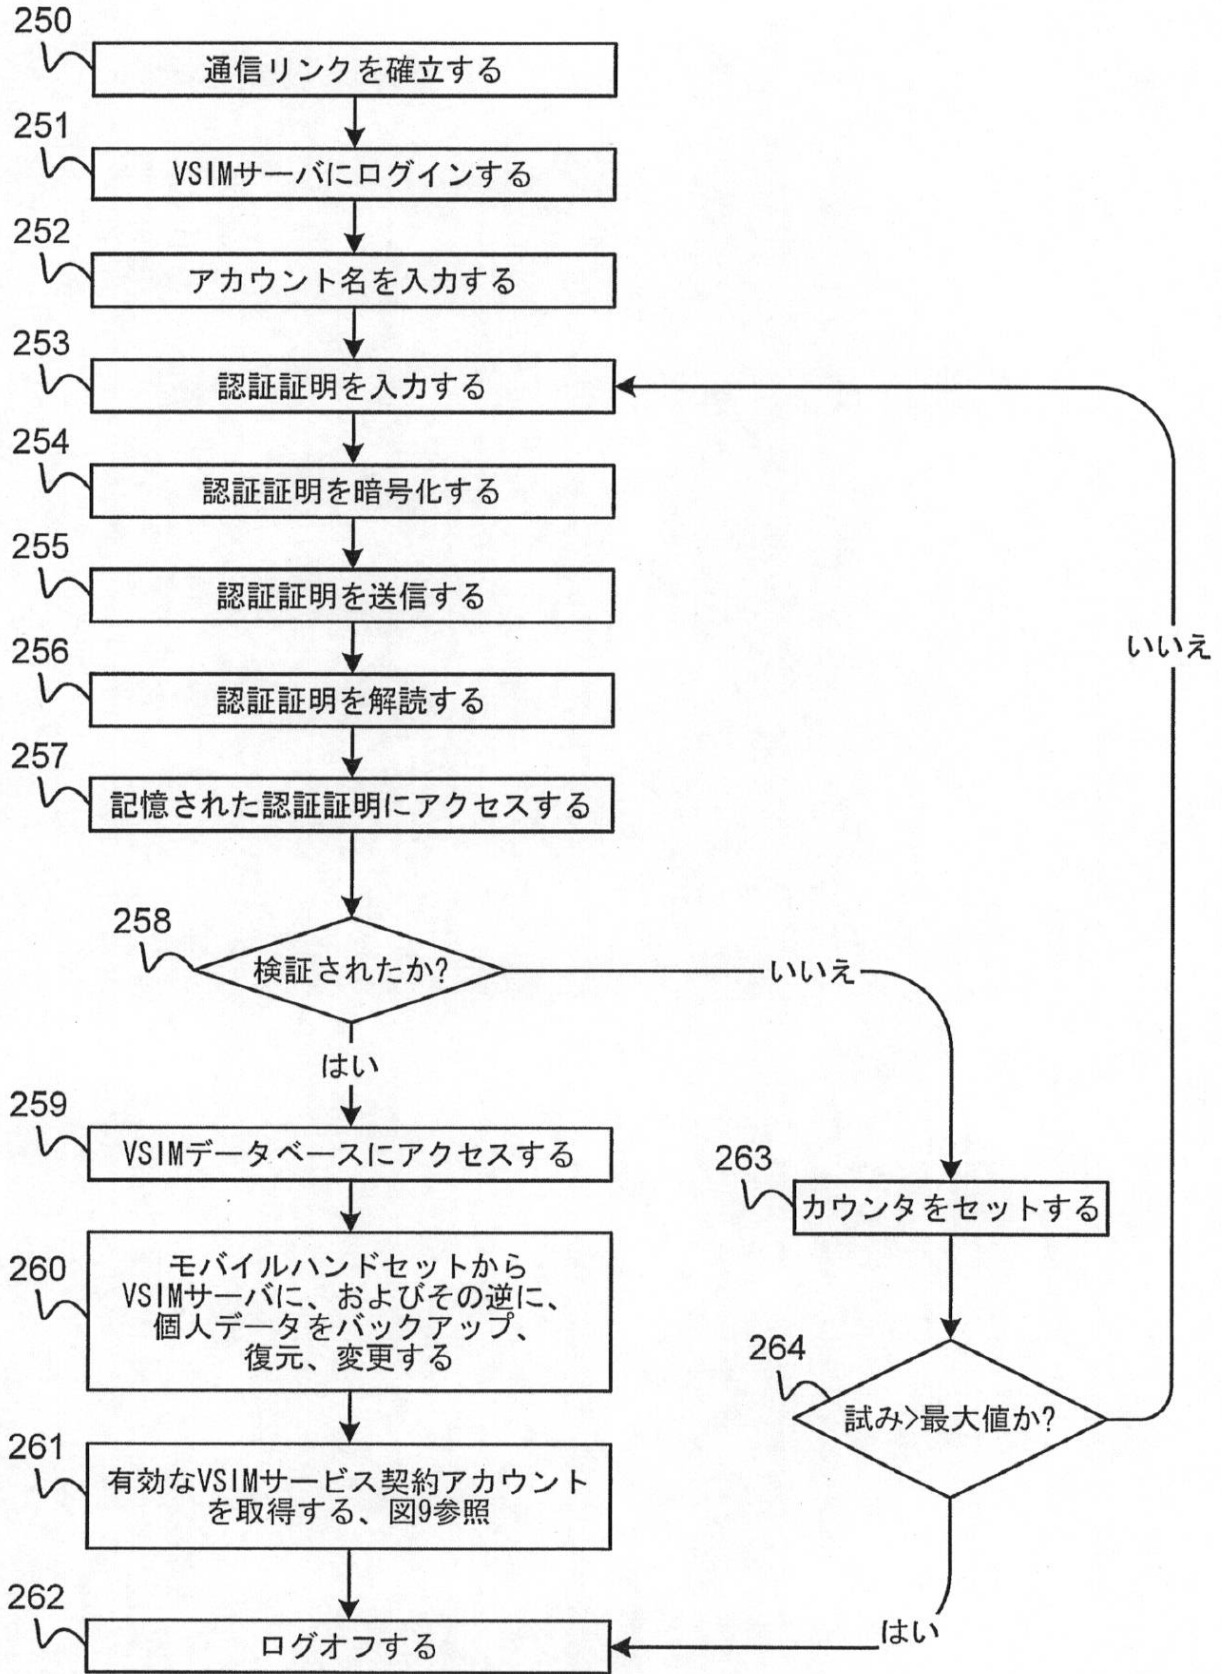 250
通信リンクを確立する
251
VSIMサーバにログインする
252
アカウント名を入力する
253
認証証明を入力する
254
認証証明を暗号化する
255
認証証明を送信する
いいえ
256
認証証明を解読する
257
記憶された認証証明にアクセスする
258
検証されたか?
いいえ
はい
259
VSIMデータベースにアクセスする
263
カウンタをセットする
260
モバイルハンドセットから
VSIMサーバに、およびその逆に、
個人データをバックアップ、
復元、変更する
264
試み>最大値か?
261
有効なVSIMサービス契約アカウント
を取得する、図9参照
262
ログオフする
はい